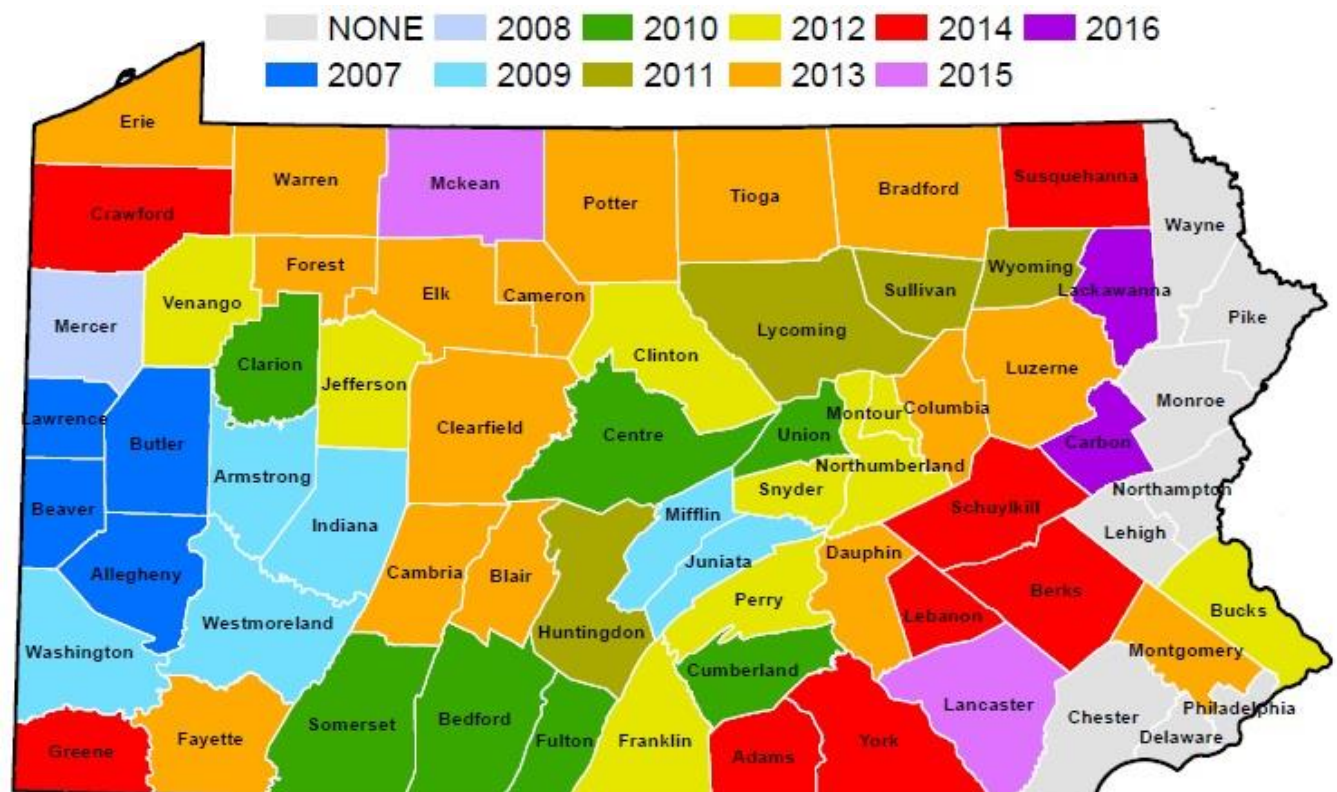 NONE 2008 2010 2012 2014 2016
2007 2009 2011 2013 2015
Erie
Warren
Mckean
Potter
Tioga
Bradford
Susquehanna
Crawford
Wayne
Forest
Venango
Elk
Cameron
Sullivan
Wyoming
Lackawanna
Mercer
Lycoming
Pike
Clarion
Jefferson
Clinton
Luzerne
Lawrence
Butler
Clearfield
Centre
Union
Montour
Columbia
Monroe
Carbon
Armstrong
Northumberland
Beaver
Indiana
Mifflin
Snyder
Schuylkill
Northampton
Lehigh
Allegheny
Cambria
Blair
Juniata
Dauphin
Perry
Berks
Bucks
Westmoreland
Huntingdon
Lebanon
Washington
Cumberland
Montgomery
Somerset
Bedford
Lancaster
Chester
Philadelphia
Greene
Fayette
Fulton
Franklin
Adams
York
Delaware